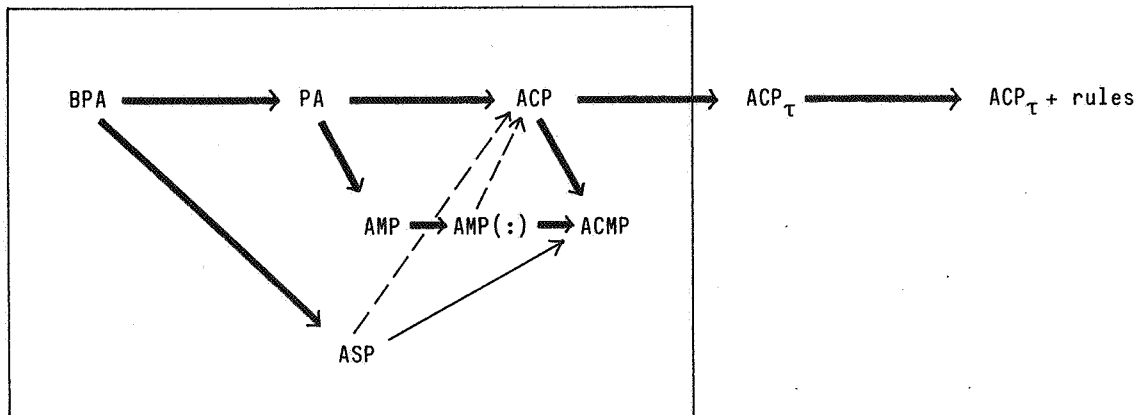 BPA PA ACP ACPτ ACPτ + rules
AMP AMP(:) ACMP
ASP